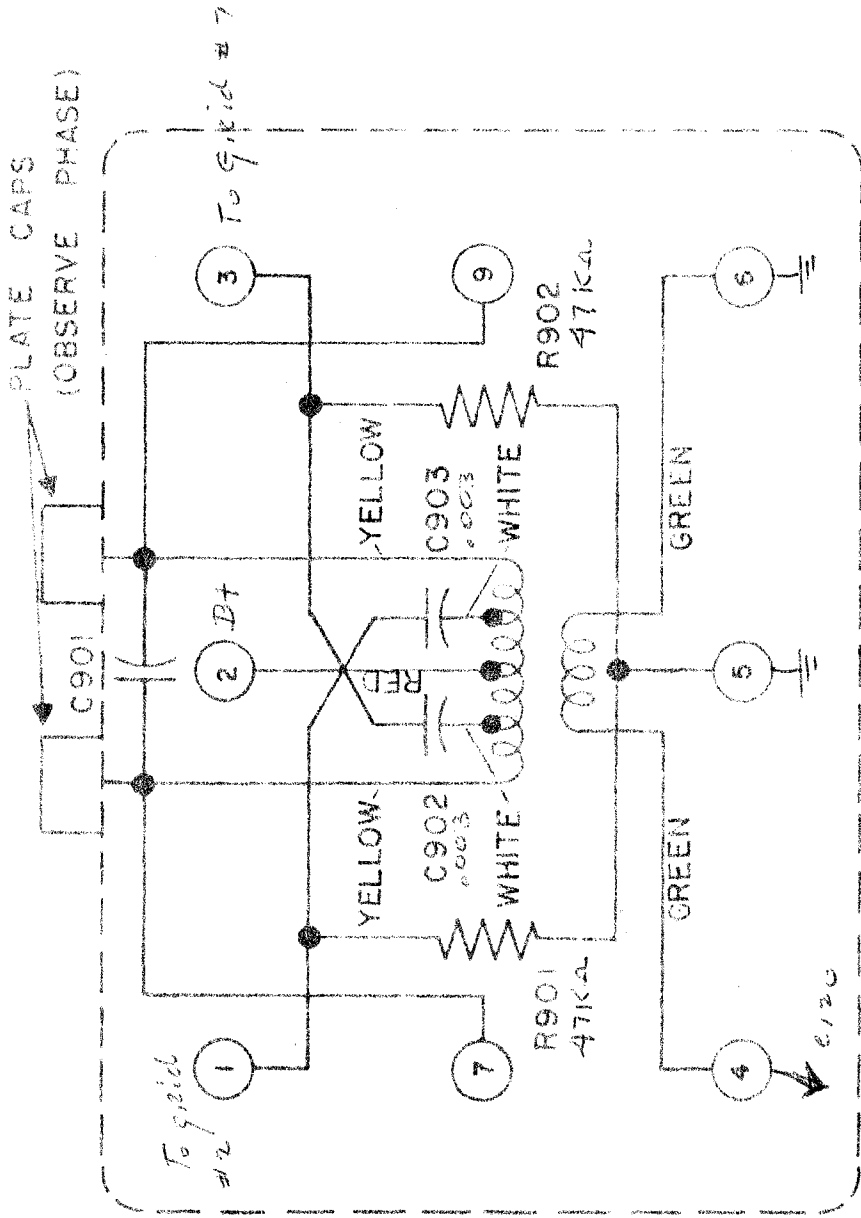 PLATE CAPS
(OBSERVE PHASE)
C901
To grid
#2
1
2
B+
3
To grid #7
7
9
RED
YELLOW
YELLOW
C902
.003
C903
.003
WHITE
WHITE
R901
47KΩ
R902
47KΩ
GREEN
GREEN
4
5
6
e120